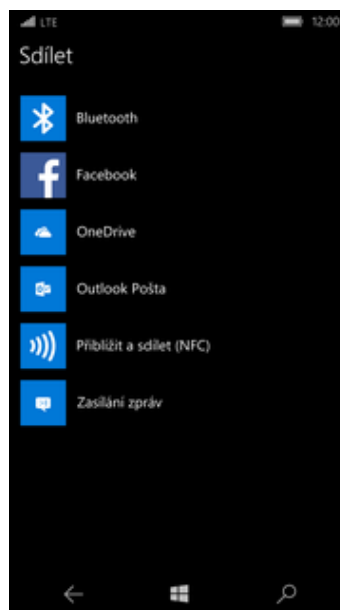 LTE 12:00
Sdílet
Bluetooth
Facebook
OneDrive
Outlook Pošta
Přiblížit a sdílet (NFC)
Zasílání zpráv